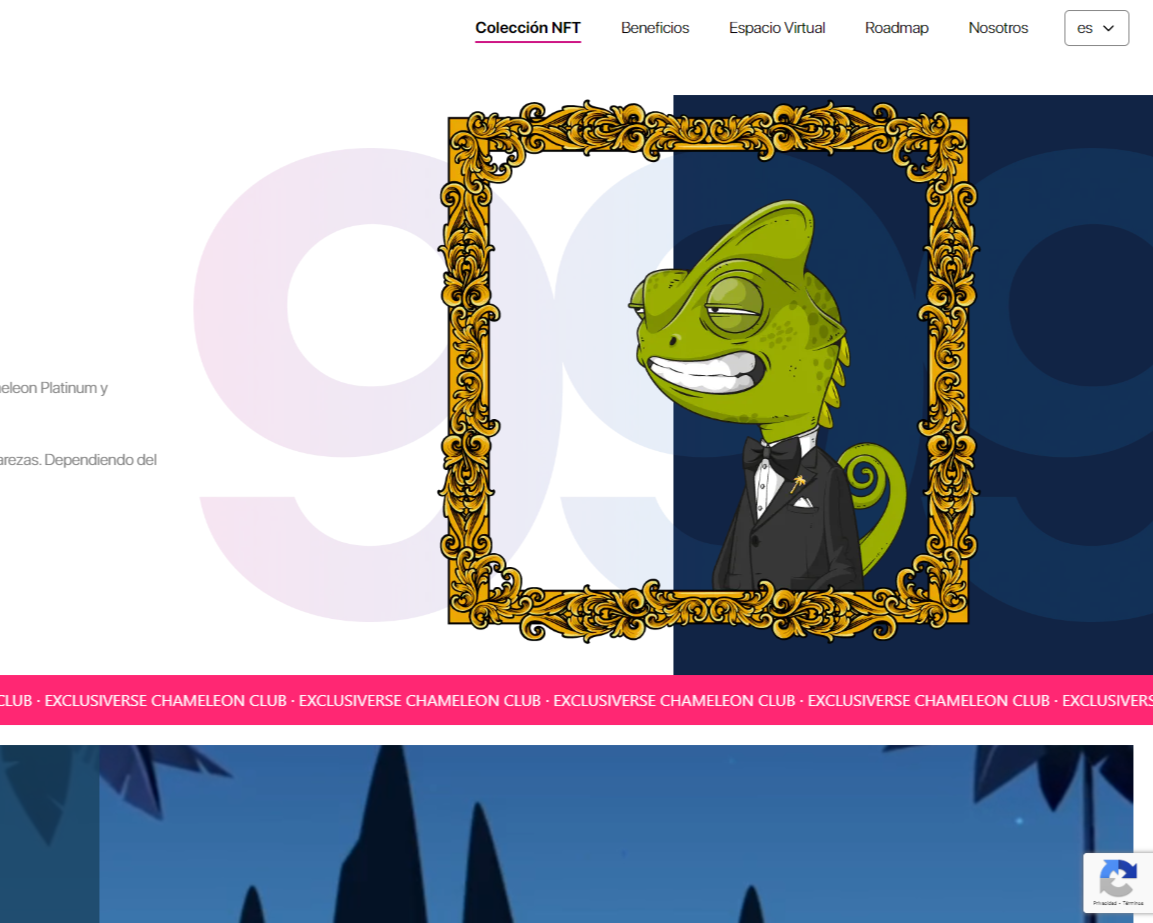 Colección NFT Beneficios Espacio Virtual Roadmap Nosotros es
999
eleon Platinum y
arezas. Dependiendo del
CLUB · EXCLUSIVERSE CHAMELEON CLUB · EXCLUSIVERSE CHAMELEON CLUB · EXCLUSIVERSE CHAMELEON CLUB · EXCLUSIVERSE CHAMELEON CLUB · EXCLUSIVERS
Privacidad - Términos